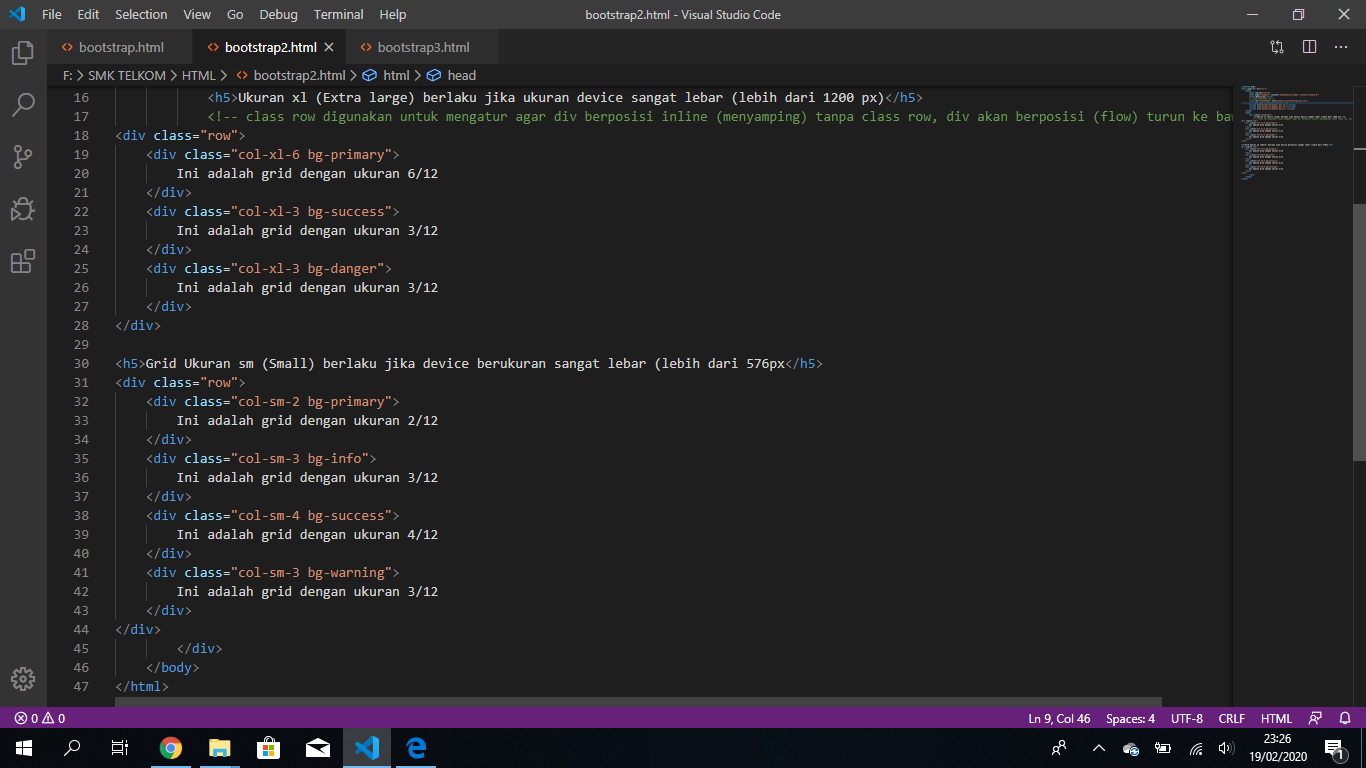 File Edit Selection View Go Debug Terminal Help bootstrap2.html - Visual Studio Code
<> bootstrap.html <> bootstrap2.html × <> bootstrap3.html
F: > SMK TELKOM > HTML > <> bootstrap2.html > html > head
16 <h5>Ukuran xl (Extra large) berlaku jika ukuran device sangat lebar (lebih dari 1200 px)</h5>
17 <!-- class row digunakan untuk mengatur agar div berposisi inline (menyamping) tanpa class row, div akan berposisi (flow) turun ke baw
18 <div class="row">
19 <div class="col-xl-6 bg-primary">
20 Ini adalah grid dengan ukuran 6/12
21 </div>
22 <div class="col-xl-3 bg-success">
23 Ini adalah grid dengan ukuran 3/12
24 </div>
25 <div class="col-xl-3 bg-danger">
26 Ini adalah grid dengan ukuran 3/12
27 </div>
28 </div>
29
30 <h5>Grid Ukuran sm (Small) berlaku jika device berukuran sangat lebar (lebih dari 576px</h5>
31 <div class="row">
32 <div class="col-sm-2 bg-primary">
33 Ini adalah grid dengan ukuran 2/12
34 </div>
35 <div class="col-sm-3 bg-info">
36 Ini adalah grid dengan ukuran 3/12
37 </div>
38 <div class="col-sm-4 bg-success">
39 Ini adalah grid dengan ukuran 4/12
40 </div>
41 <div class="col-sm-3 bg-warning">
42 Ini adalah grid dengan ukuran 3/12
43 </div>
44 </div>
45 </div>
46 </body>
47 </html>
0 0 Ln 9, Col 46 Spaces: 4 UTF-8 CRLF HTML
23:26
19/02/2020
1